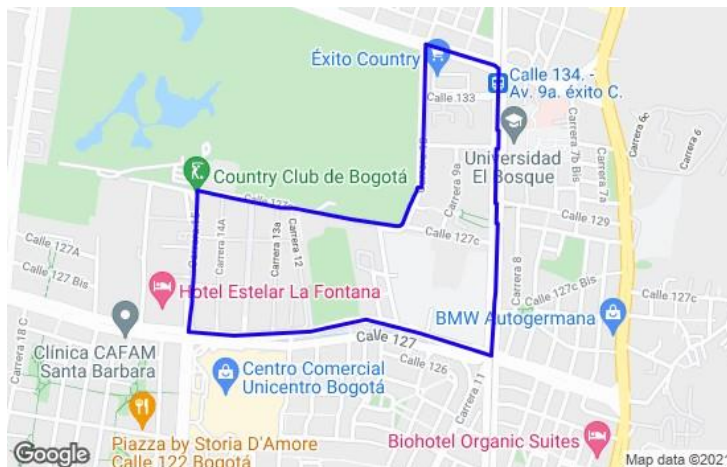 Éxito Country
Calle 134. -
Av. 9a. éxito C.
Calle 133
Universidad
El Bosque
Carrera 7b Bis
Carrera 7a
Carrera 6c
Carrera 6
Carrera 9a
Country Club de Bogotá
Calle 127c
Calle 129
Carrera 14A
Carrera 13a
Carrera 12
Calle 127A
Calle 127 Bis
Hotel Estelar La Fontana
Carrera 8
Calle 127c Bis
Calle 127c
BMW Autogermana
Carrera 18 C
Clínica CAFAM
Santa Barbara
Calle 127
Calle 126
Centro Comercial
Unicentro Bogotá
Carrera 11
Piazza by Storia D'Amore
Calle 122 Bogotá
Biohotel Organic Suites
Google
Map data ©202